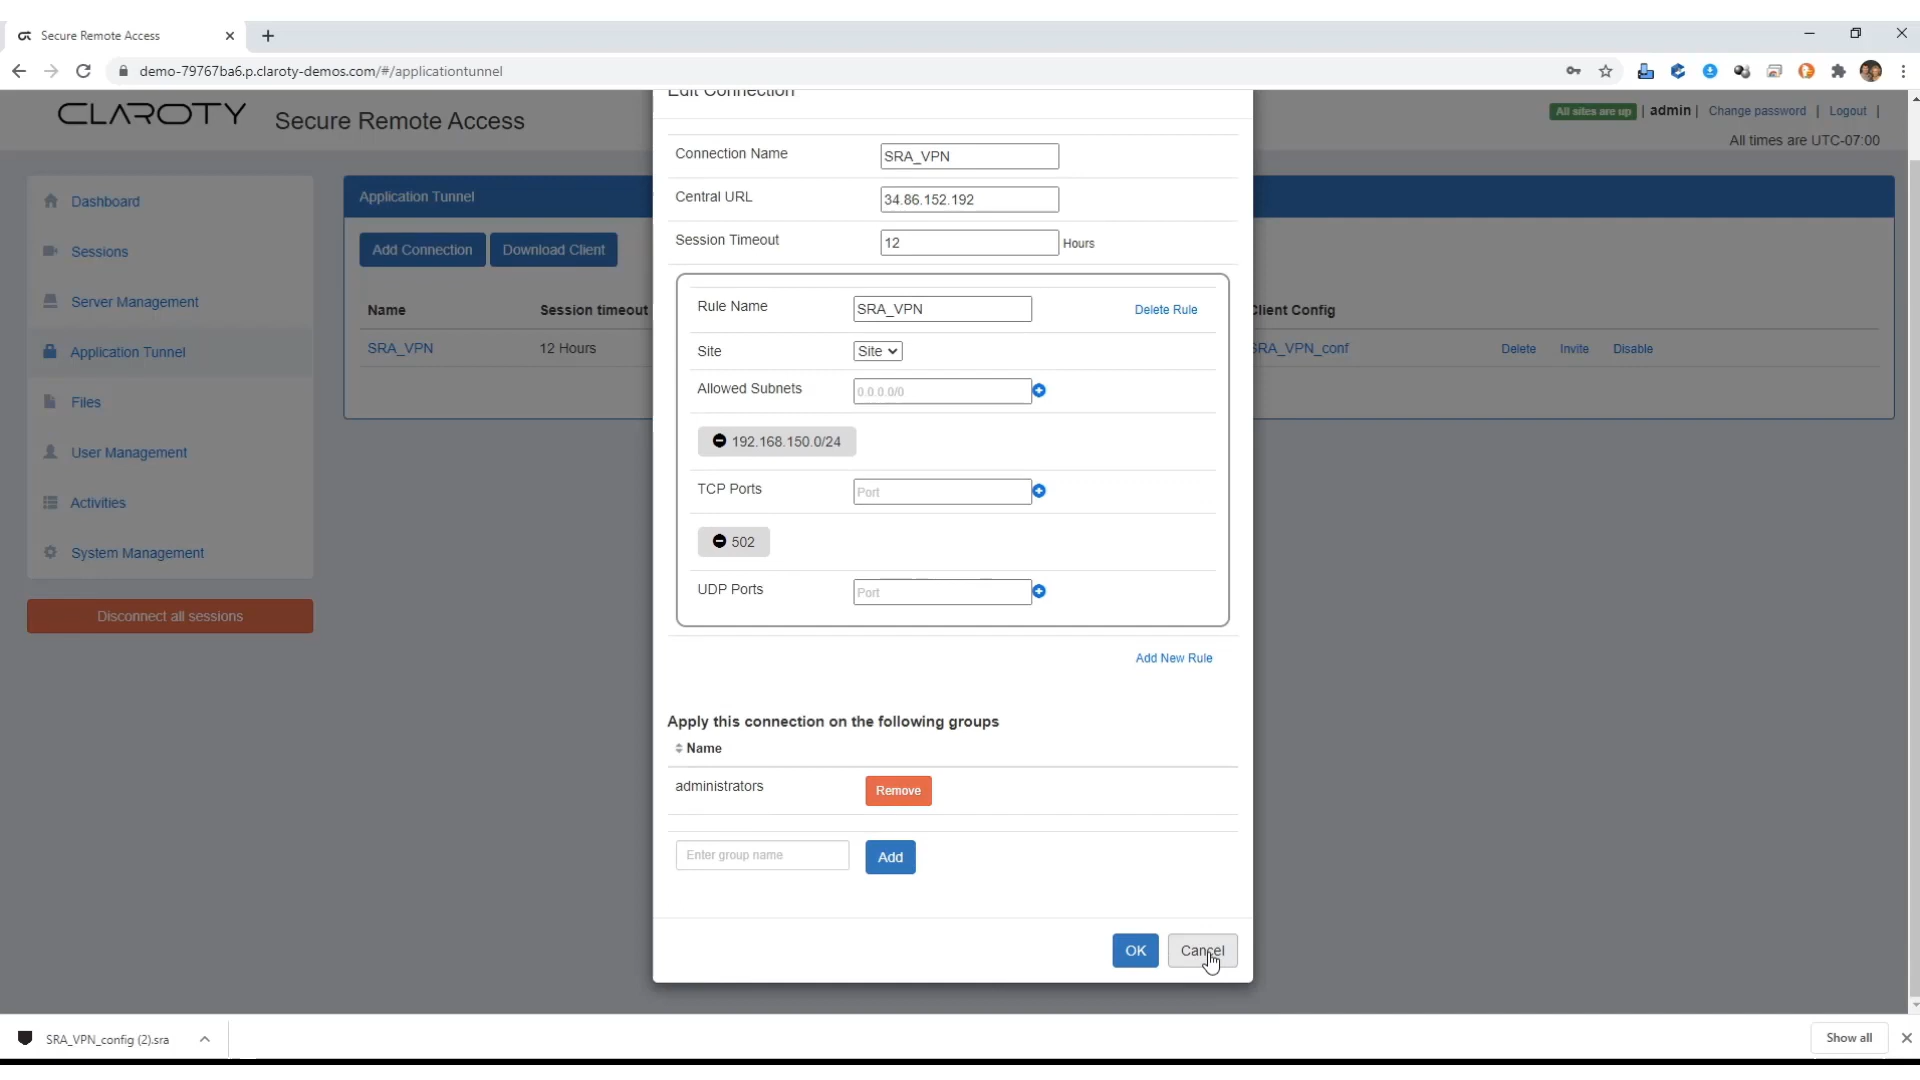 Secure Remote Access
demo-79767ba6.p.claroty-demos.com/#/applicationtunnel
CLAROTY
Secure Remote Access
All sites are up | admin | Change password | Logout |
All times are UTC-07:00
Dashboard
Sessions
Server Management
Application Tunnel
Files
User Management
Activities
System Management
Disconnect all sessions
Application Tunnel
Add Connection
Download Client
Name
Session timeout
Client Config
SRA_VPN
12 Hours
SRA_VPN_conf
Delete
Invite
Disable
Edit Connection
Connection Name
SRA_VPN
Central URL
34.86.152.192
Session Timeout
12
Hours
Rule Name
SRA_VPN
Delete Rule
Site
Site
Allowed Subnets
0.0.0.0/0
192.168.150.0/24
TCP Ports
Port
502
UDP Ports
Port
Add New Rule
Apply this connection on the following groups
Name
administrators
Remove
Enter group name
Add
OK
Cancel
SRA_VPN_config (2).sra
Show all